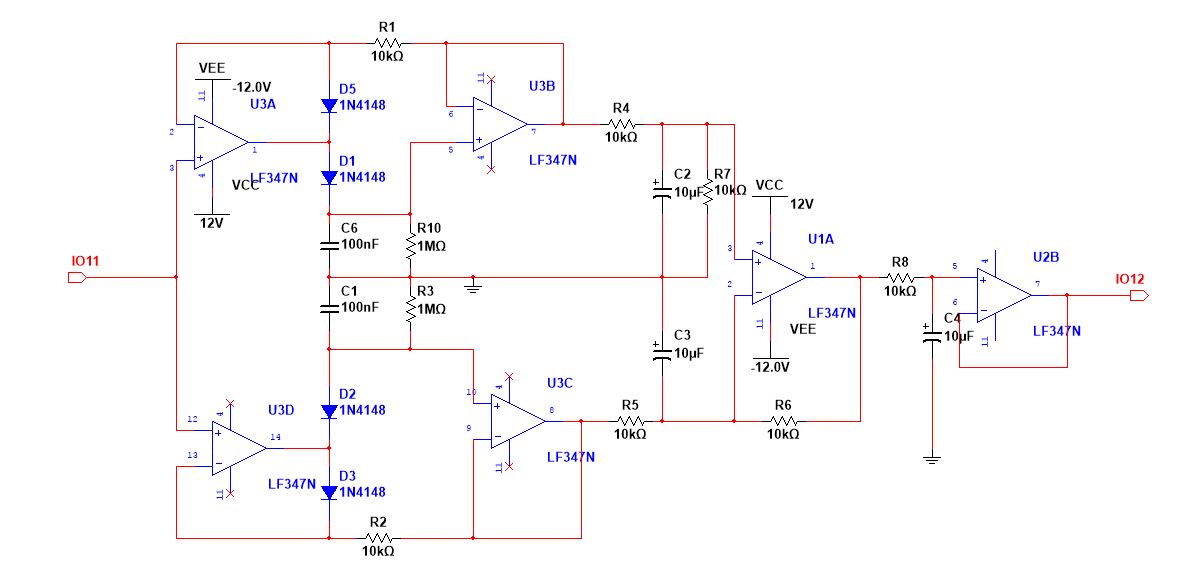 R1
10kΩ
VEE
-12.0V
11
U3A
2
3
1
4
VCC
LF347N
12V
D5
1N4148
D1
1N4148
11
U3B
6
5
7
4
LF347N
R4
10kΩ
C6
100nF
R10
1MΩ
C2
10µF
R7
10kΩ
VCC
12V
IO11
C1
100nF
R3
1MΩ
4
U1A
3
2
1
11
LF347N
VEE
-12.0V
R8
10kΩ
4
U2B
5
6
7
11
LF347N
IO12
C4
10µF
C3
10µF
D2
1N4148
4
U3D
12
13
14
11
LF347N
D3
1N4148
4
U3C
10
9
8
11
LF347N
R5
10kΩ
R6
10kΩ
R2
10kΩ